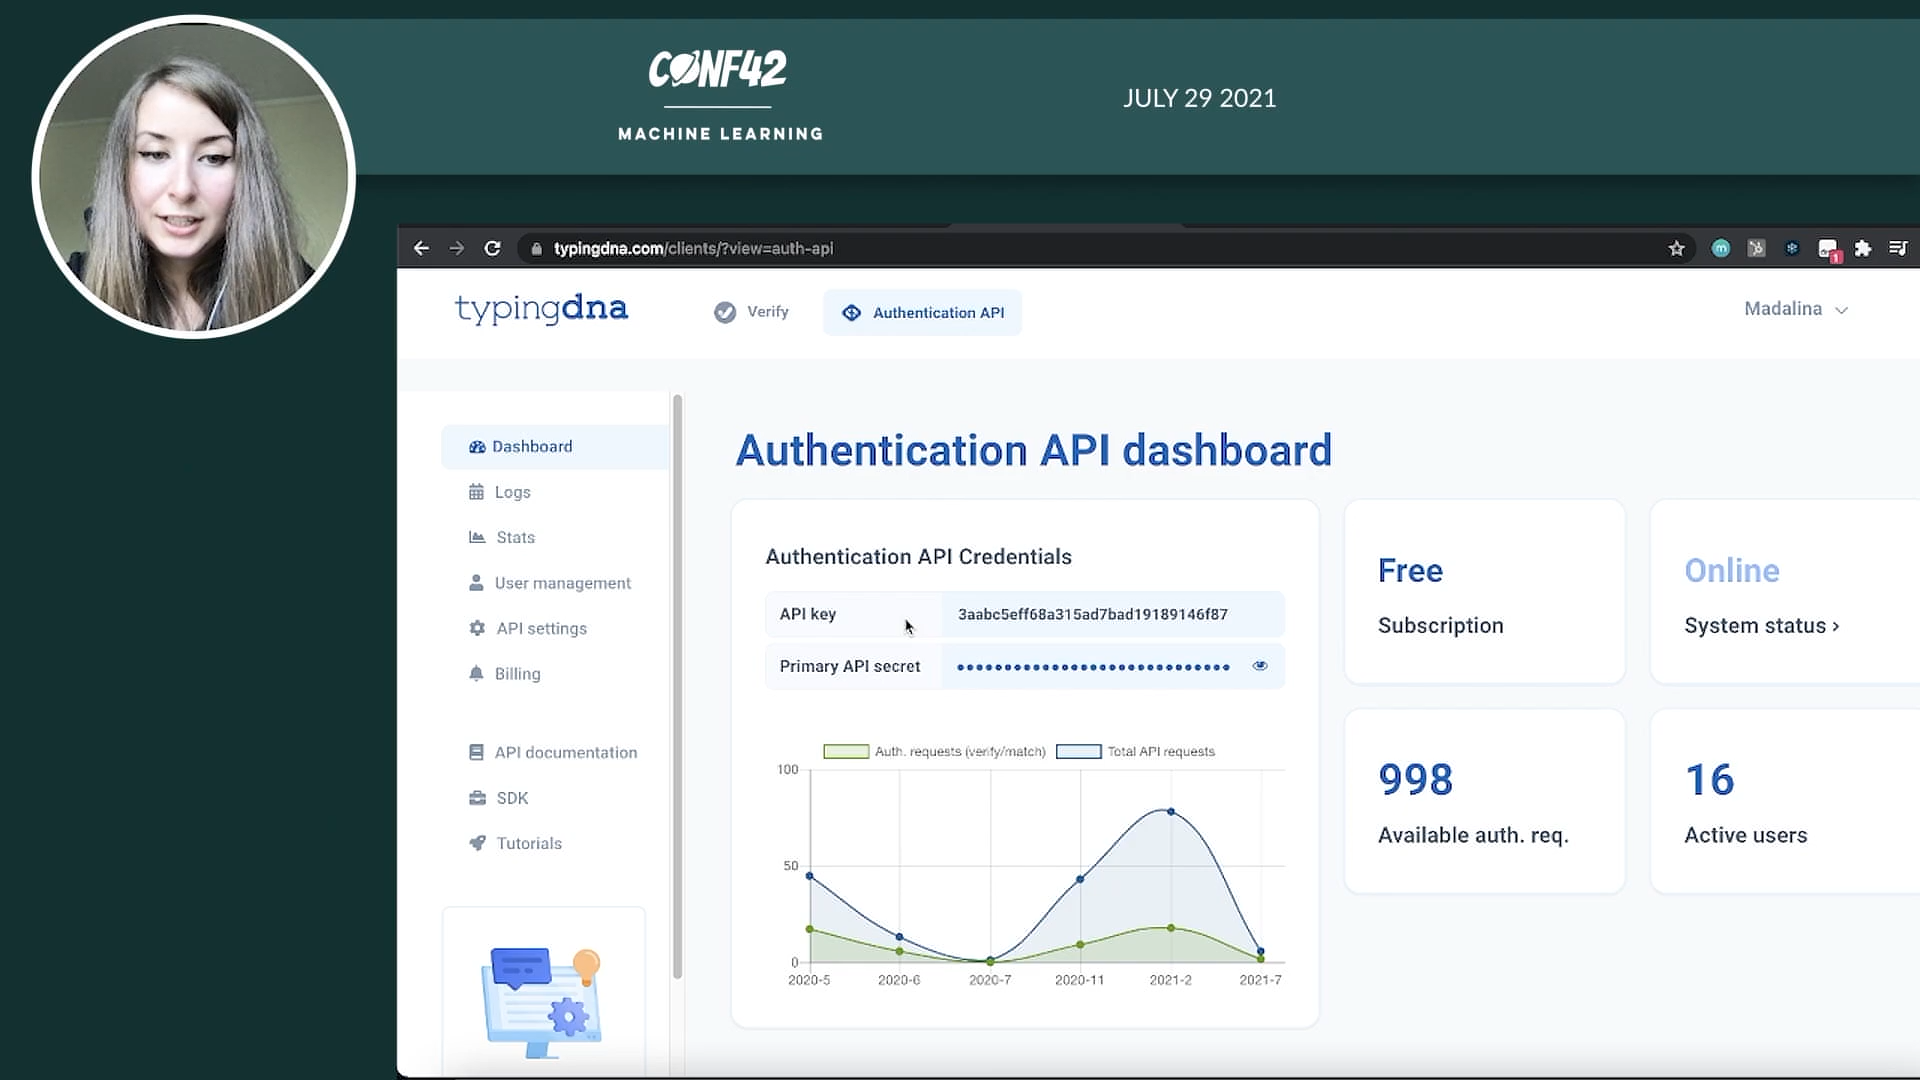 CONF42
MACHINE LEARNING
JULY 29 2021
typingdna.com/clients/?view=auth-api
m
1
typingdna
Verify
Authentication API
Madalina
Dashboard
Logs
Stats
User management
API settings
Billing
API documentation
SDK
Tutorials
Authentication API dashboard
Authentication API Credentials
API key
3aabc5eff68a315ad7bad19189146f87
Primary API secret
Auth. requests (verify/match)
Total API requests
100
50
0
2020-5
2020-6
2020-7
2020-11
2021-2
2021-7
Free
Subscription
Online
System status ›
998
Available auth. req.
16
Active users